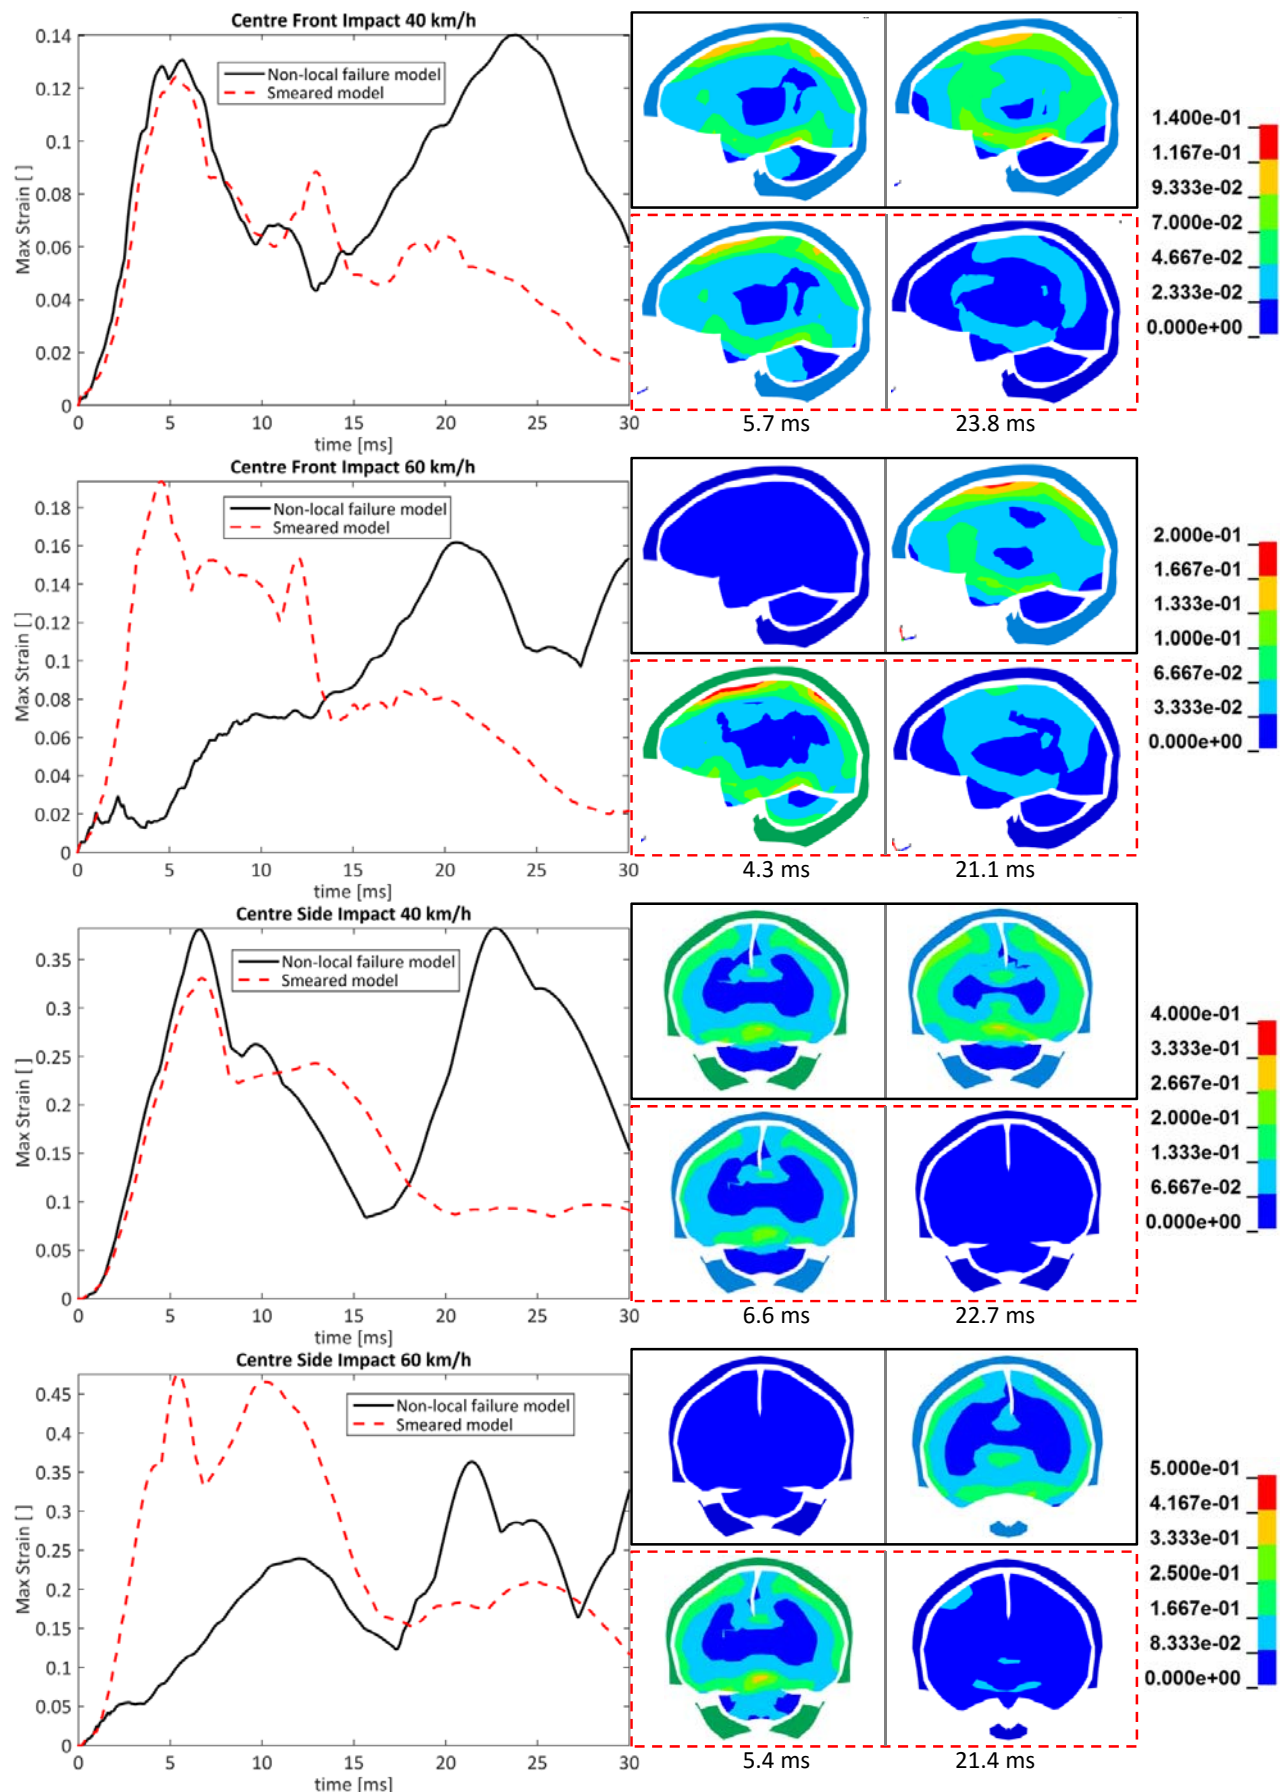 Centre Front Impact 40 km/h
Non-local failure model
Smeared model
Max Strain [ ]
0.14
0.12
0.1
0.08
0.06
0.04
0.02
0
0 5 10 15 20 25 30
time [ms]
5.7 ms 23.8 ms
1.400e-01
1.167e-01
9.333e-02
7.000e-02
4.667e-02
2.333e-02
0.000e+00
Centre Front Impact 60 km/h
Non-local failure model
Smeared model
Max Strain [ ]
0.18
0.16
0.14
0.12
0.1
0.08
0.06
0.04
0.02
0
0 5 10 15 20 25 30
time [ms]
4.3 ms 21.1 ms
2.000e-01
1.667e-01
1.333e-01
1.000e-01
6.667e-02
3.333e-02
0.000e+00
Centre Side Impact 40 km/h
Non-local failure model
Smeared model
Max Strain [ ]
0.35
0.3
0.25
0.2
0.15
0.1
0.05
0
0 5 10 15 20 25 30
time [ms]
6.6 ms 22.7 ms
4.000e-01
3.333e-01
2.667e-01
2.000e-01
1.333e-01
6.667e-02
0.000e+00
Centre Side Impact 60 km/h
Non-local failure model
Smeared model
Max Strain [ ]
0.45
0.4
0.35
0.3
0.25
0.2
0.15
0.1
0.05
0
0 5 10 15 20 25 30
time [ms]
5.4 ms 21.4 ms
5.000e-01
4.167e-01
3.333e-01
2.500e-01
1.667e-01
8.333e-02
0.000e+00